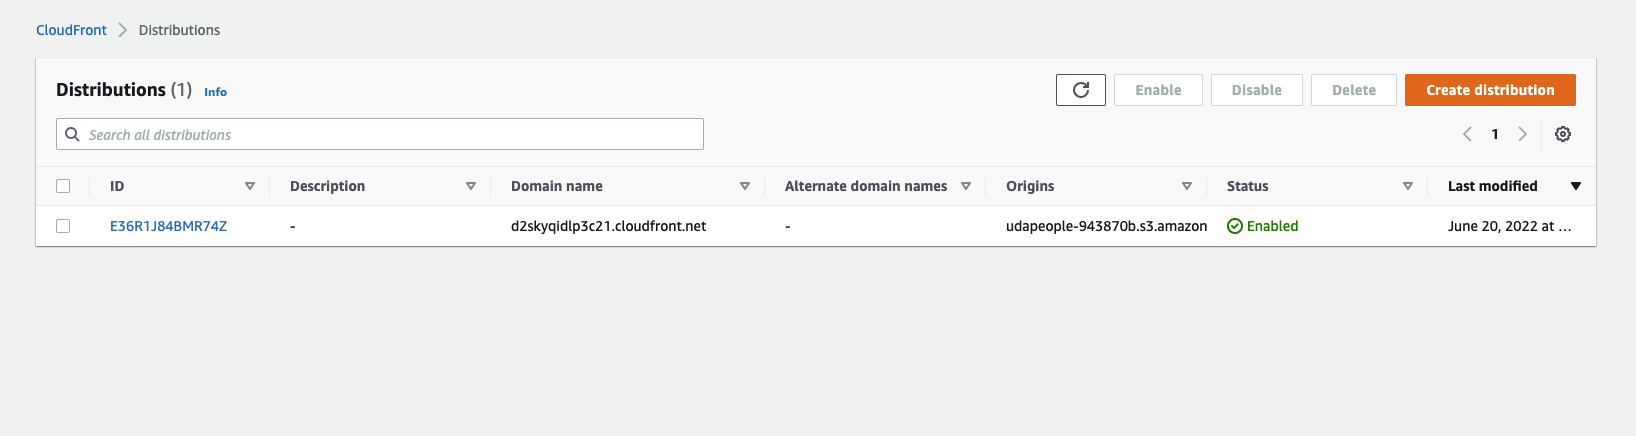 CloudFront Distributions
Distributions (1) Info
Enable Disable Delete Create distribution
Search all distributions
1
ID Description Domain name Alternate domain names Origins Status Last modified
E36R1J84BMR74Z - d2skyqidlp3c21.cloudfront.net - udapeople-943870b.s3.amazon Enabled June 20, 2022 at ...